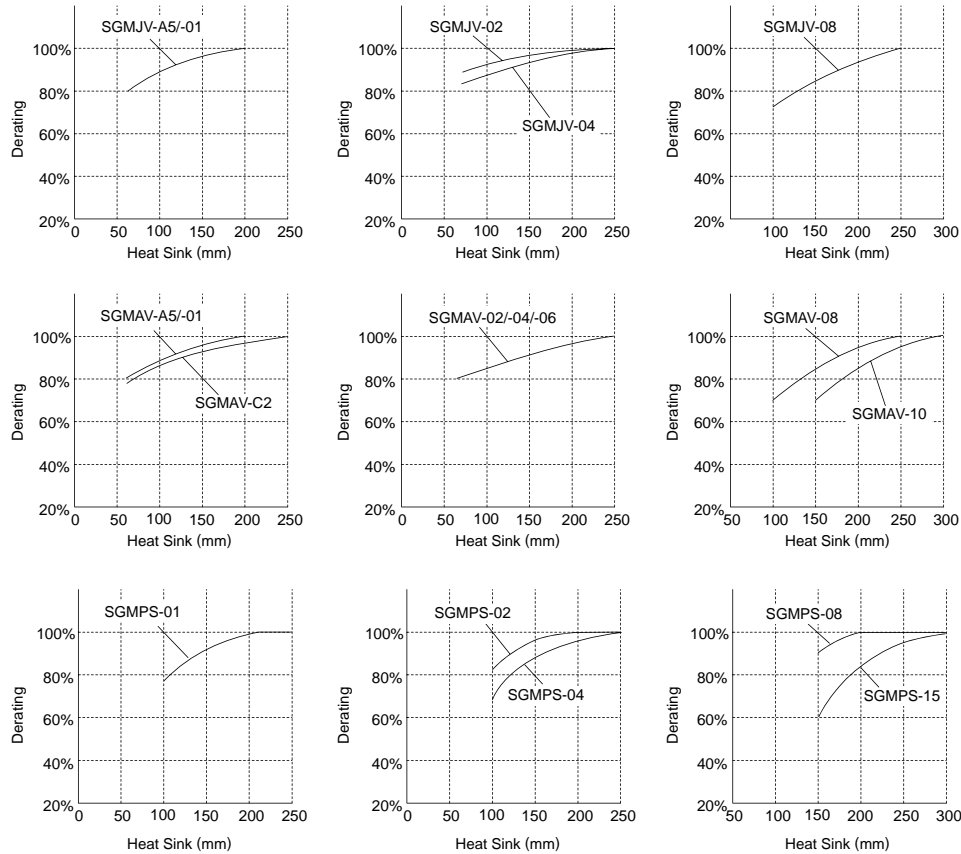 SGMJV-A5/-01
100%
80%
60%
40%
20%
Derating
0 50 100 150 200 250
Heat Sink (mm)
SGMJV-02
SGMJV-04
100%
80%
60%
40%
20%
Derating
0 50 100 150 200 250
Heat Sink (mm)
SGMJV-08
100%
80%
60%
40%
20%
Derating
100 150 200 250 300
Heat Sink (mm)
SGMAV-A5/-01
SGMAV-C2
100%
80%
60%
40%
20%
Derating
0 50 100 150 200 250
Heat Sink (mm)
SGMAV-02/-04/-06
100%
80%
60%
40%
20%
Derating
0 50 100 150 200 250
Heat Sink (mm)
SGMAV-08
SGMAV-10
100%
80%
60%
40%
20%
Derating
50 100 150 200 250 300
Heat Sink (mm)
SGMPS-01
100%
80%
60%
40%
20%
Derating
0 50 100 150 200 250
Heat Sink (mm)
SGMPS-02
SGMPS-04
100%
80%
60%
40%
20%
Derating
0 50 100 150 200 250
Heat Sink (mm)
SGMPS-08
SGMPS-15
100%
80%
60%
40%
20%
Derating
50 100 150 200 250 300
Heat Sink (mm)